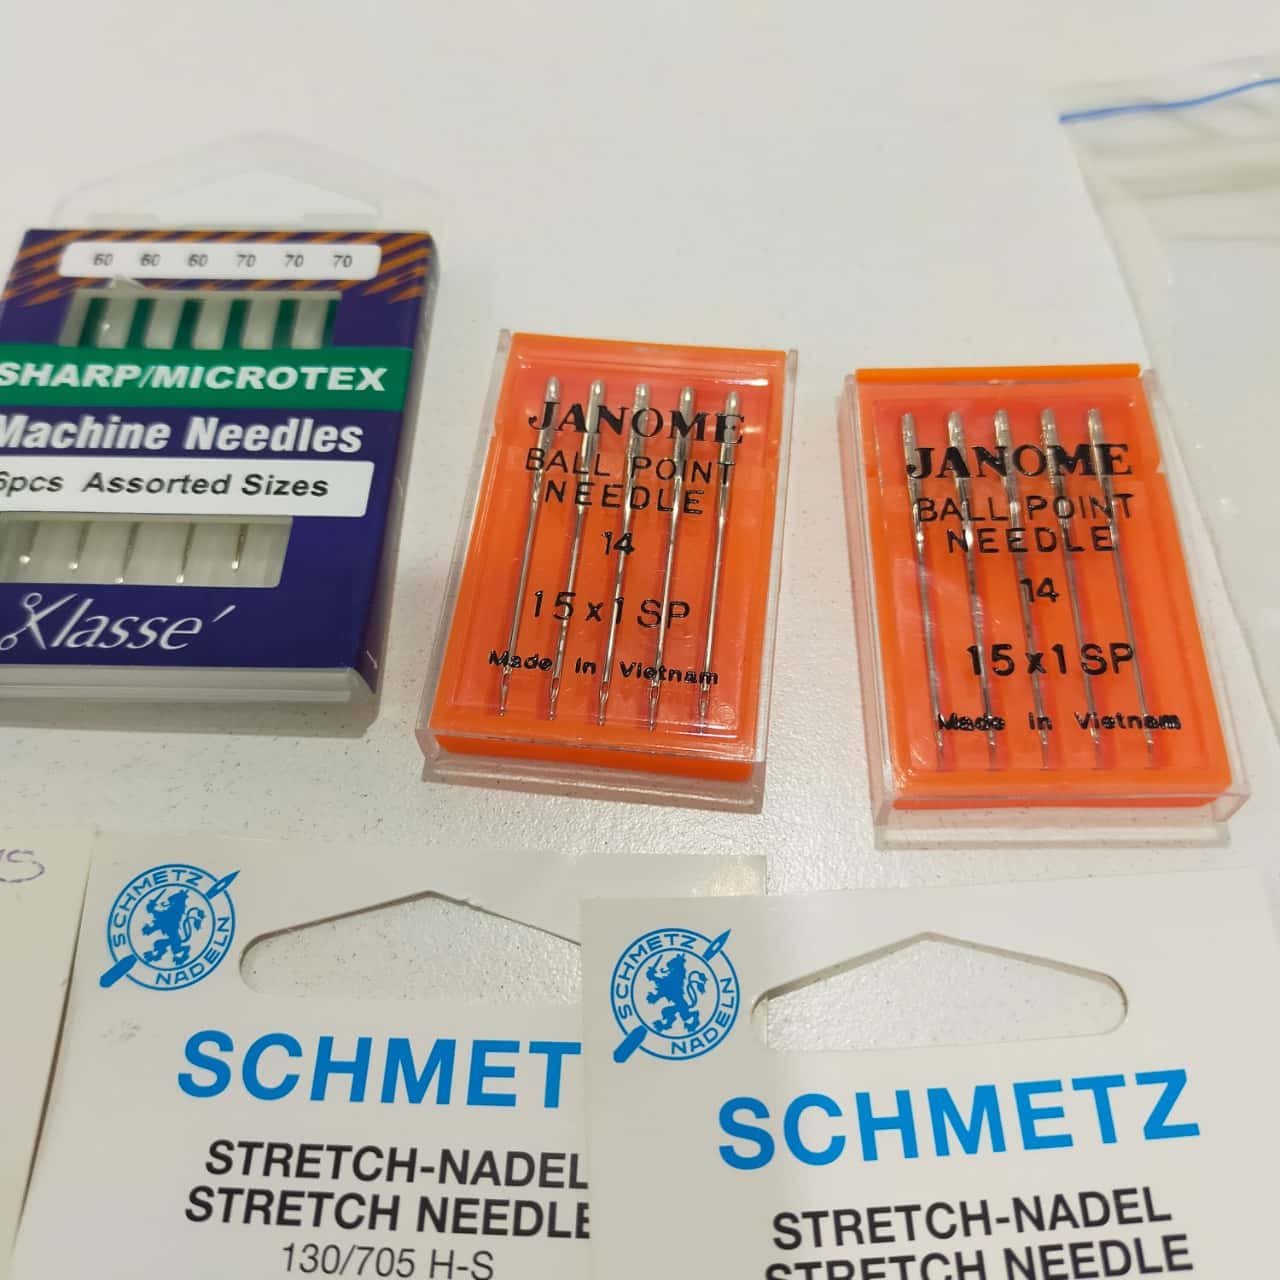 60 60 60 70 70 70
SHARP/MICROTEX
Machine Needles
6pcs Assorted Sizes
Klassé
JANOME
BALL POINT
NEEDLE
14
15x1SP
Made in Vietnam
JANOME
BALL POINT
NEEDLE
14
15x1SP
Made in Vietnam
SCHMETZ
NADELN
SCHMET
STRETCH-NADEL
STRETCH NEEDLE
130/705 H-S
SCHMETZ
NADELN
SCHMETZ
STRETCH-NADEL
STRETCH NEEDLE